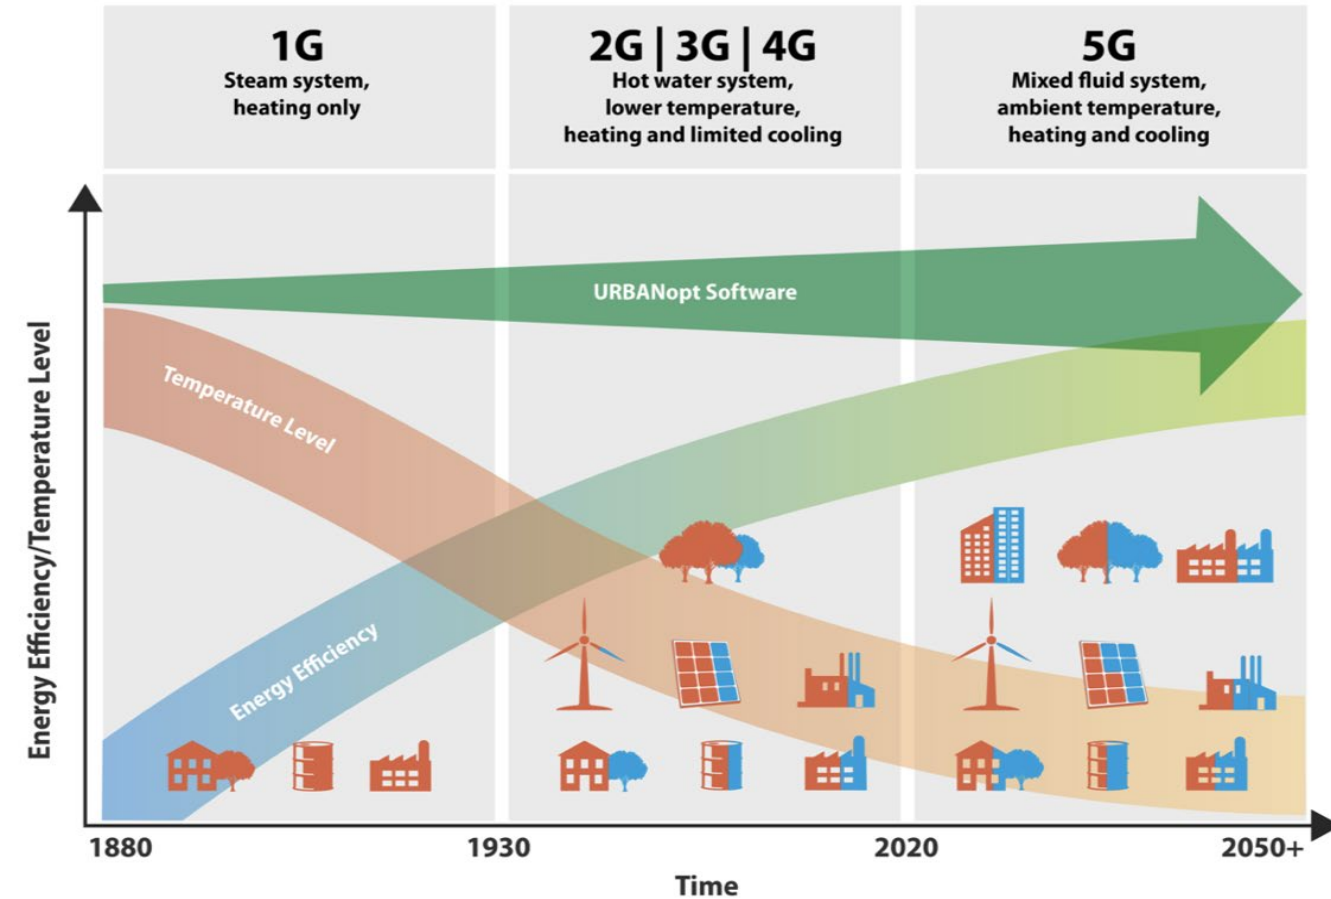 1G
Steam system,
heating only
2G | 3G | 4G
Hot water system,
lower temperature,
heating and limited cooling
5G
Mixed fluid system,
ambient temperature,
heating and cooling
Energy Efficiency/Temperature Level
URBANopt Software
Temperature Level
Energy Efficiency
1880
1930
2020
2050+
Time